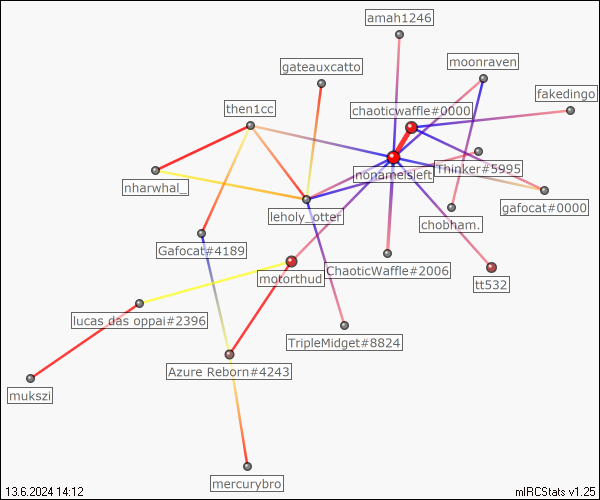 amah1246
moonraven
gateauxcatto
fakedingo
chaoticwaffle#0000
then1cc
Thinker#5995
nonamesleft
nharwhal_
gafocat#0000
leholy_otter
chobham.
Gafocat#4189
ChaoticWaffle#2006
motorthud
tt532
lucas das oppai#2396
TripleMidget#8824
Azure Reborn#4243
mukszi
mercurybro
13.6.2024 14:12
mIRCStats v1.25